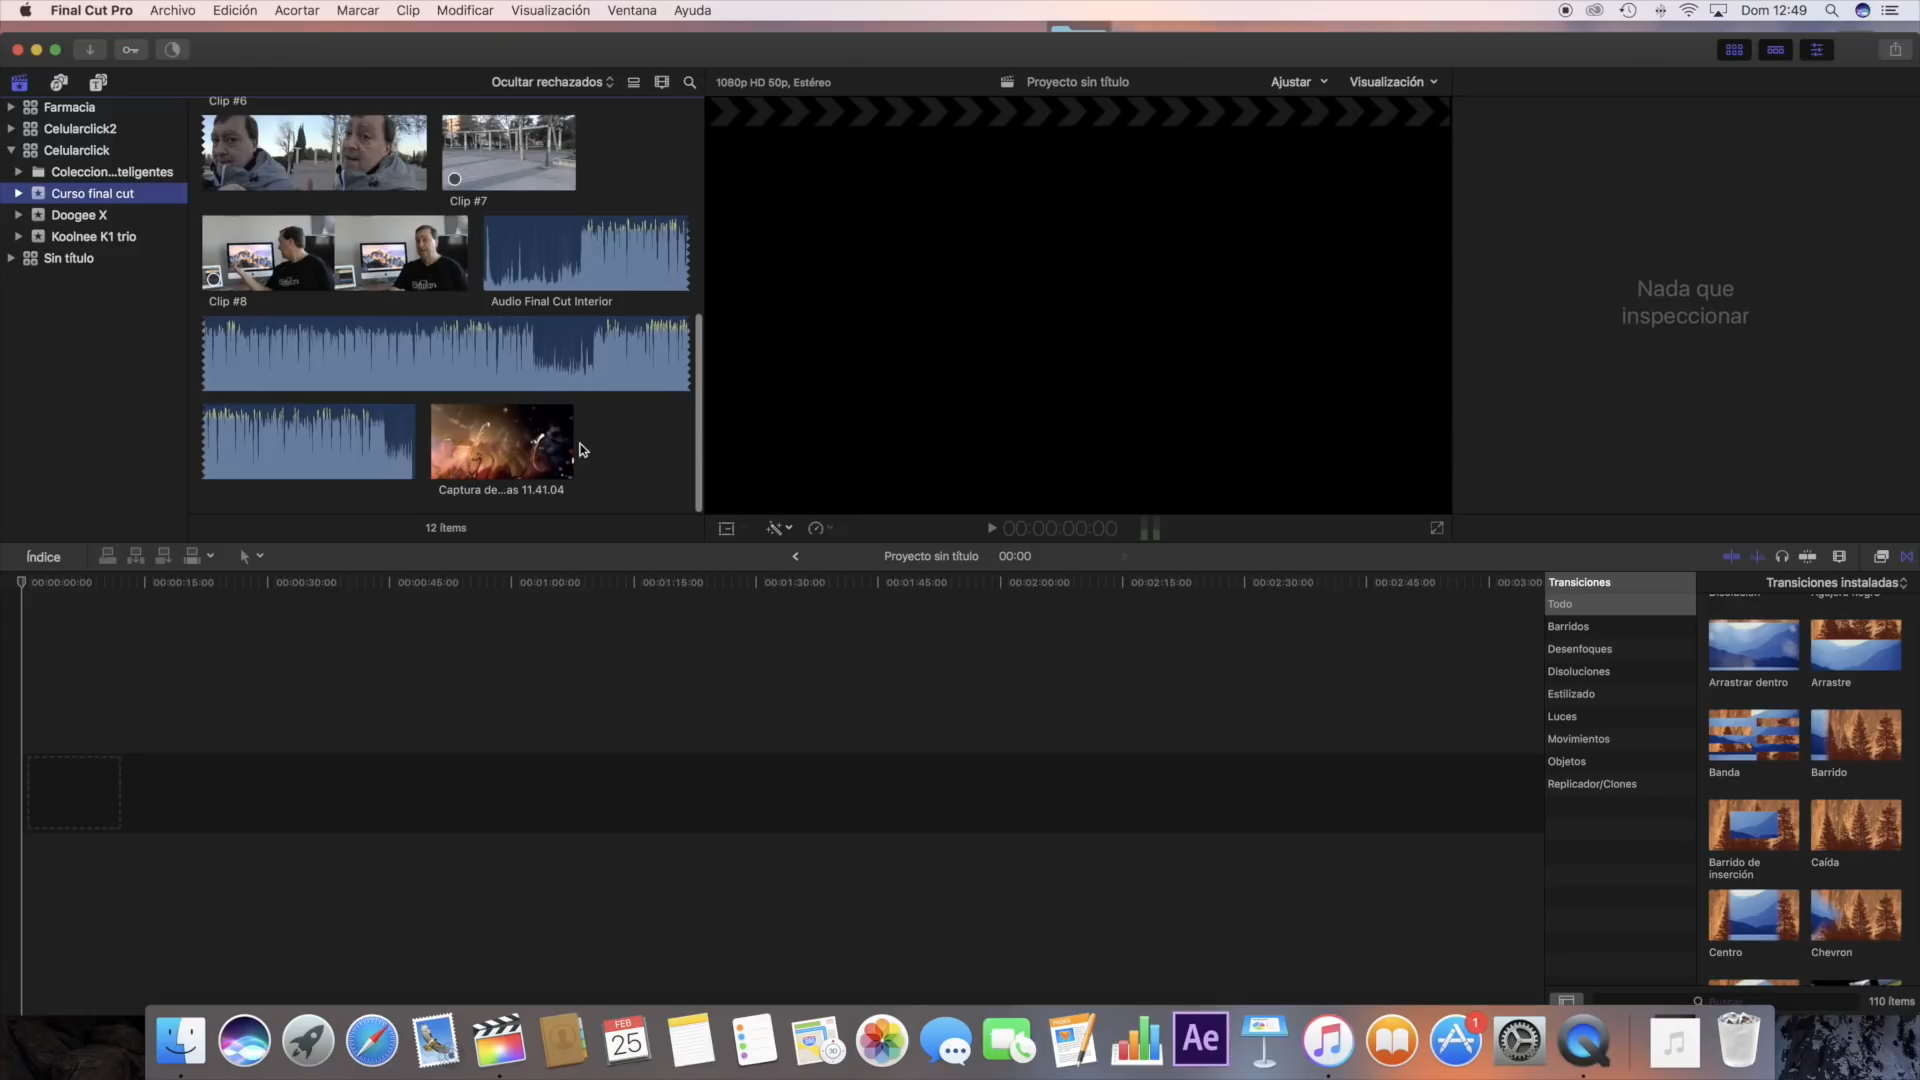 Final Cut Pro Archivo Edición Acortar Marcar Clip Modificar Visualización Ventana Ayuda Dom 12:49
Ocultar rechazados 1080p HD 50p, Estéreo Proyecto sin título Ajustar Visualización
Farmacia
Celularclick2
Celularclick
Coleccion...teligentes
Curso final cut
Doogee X
Koolnee K1 trio
Sin título
Clip #6
Clip #7
Clip #8
Audio Final Cut Interior
Captura de...as 11.41.04
12 ítems
00:00:00:00
Nada que
inspeccionar
Índice Proyecto sin título 00:00
00:00:00:00 00:00:15:00 00:00:30:00 00:00:45:00 00:01:00:00 00:01:15:00 00:01:30:00 00:01:45:00 00:02:00:00 00:02:15:00 00:02:30:00 00:02:45:00 00:03:00
Transiciones
Todo
Barridos
Desenfoques
Disoluciones
Estilizado
Luces
Movimientos
Objetos
Replicador/Clones
Transiciones instaladas
Arrastrar dentro Arrastre
Banda Barrido
Barrido de
inserción
Caída
Centro Chevron
Buscar 110 ítems
FEB
25
30
Ae
1